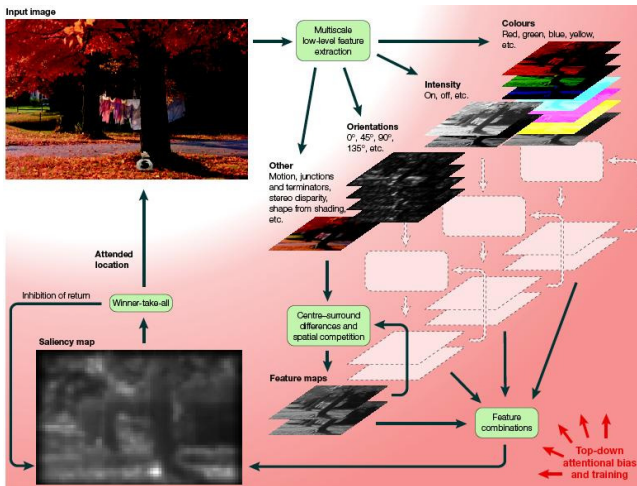 Input image
Multiscale
low-level feature
extraction
Colours
Red, green, blue, yellow,
etc.
Intensity
On, off, etc.
Orientations
0°, 45°, 90°,
135°, etc.
Other
Motion, junctions
and terminators,
stereo disparity,
shape from shading,
etc.
Attended
location
Inhibition of return
Winner-take-all
Centre–surround
differences and
spatial competition
Saliency map
Feature maps
Feature
combinations
Top-down
attentional bias
and training